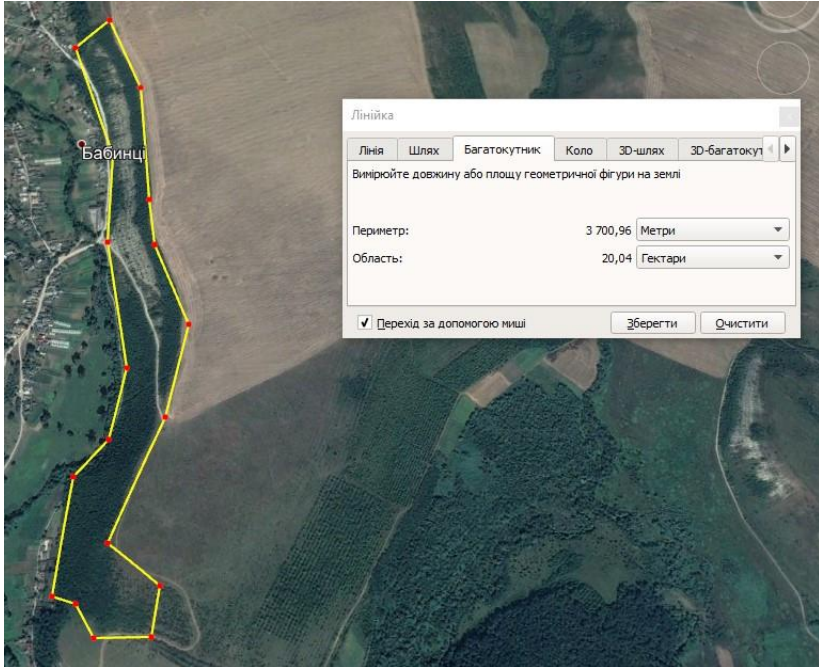 Бабинці
Лінійка
Лінія Шлях Багатокутник Коло 3D-шлях 3D-багатокут
Вимірюйте довжину або площу геометричної фігури на землі
Периметр: 3 700,96 Метри
Область: 20,04 Гектари
Перехід за допомогою миші Зберегти Очистити